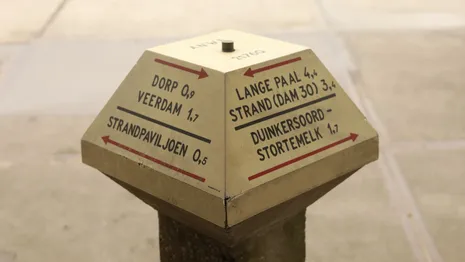 DORP 0,9
VEERDAM 1,7
STRANDPAVILJOEN 0,5
LANGE PAAL 4,4
STRAND (DAM 30) 3,4
DUINKERSOORD-
STORTEMELK 1,7